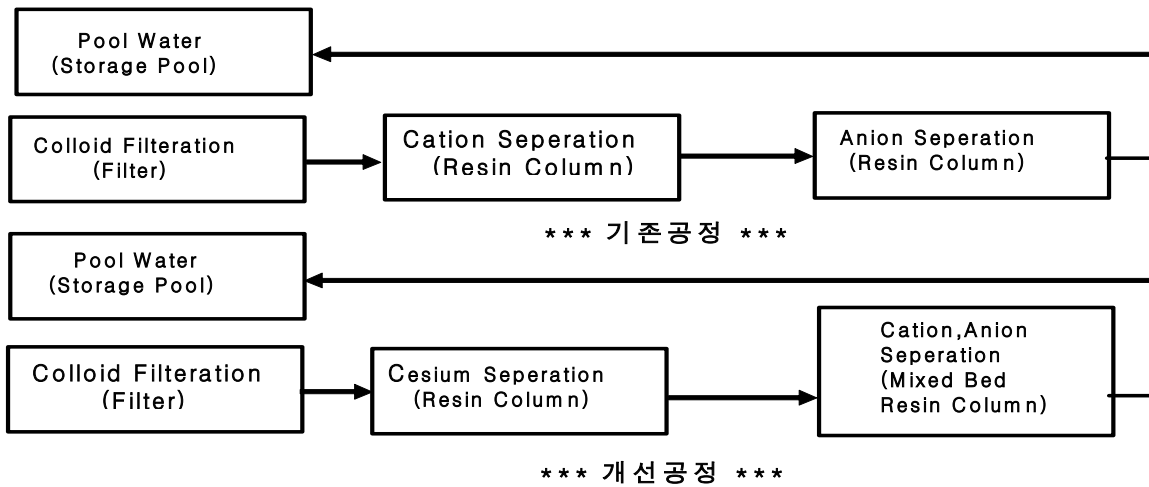 Pool Water
(Storage Pool)
Colloid Filteration
(Filter)
Cation Seperation
(Resin Column)
Anion Seperation
(Resin Column)
*** 기존공정 ***
Pool Water
(Storage Pool)
Colloid Filteration
(Filter)
Cesium Seperation
(Resin Column)
Cation,Anion
Seperation
(Mixed Bed
Resin Column)
*** 개선공정 ***